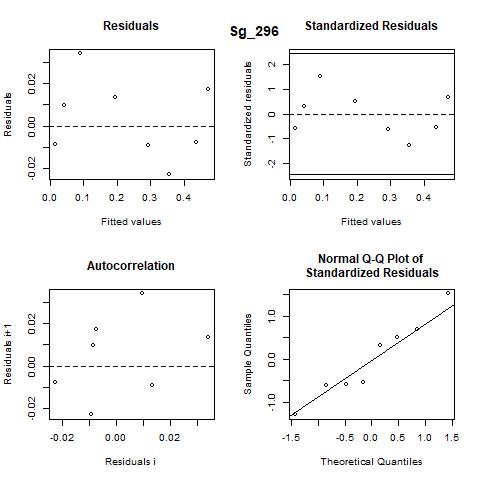 Sg_296
Residuals
Residuals
-0.02 0.00 0.02
0.0 0.1 0.2 0.3 0.4
Fitted values
Standardized Residuals
Standardized residuals
-2 -1 0 1 2
0.0 0.1 0.2 0.3 0.4
Fitted values
Autocorrelation
Residuals i+1
-0.02 0.00 0.02
-0.02 0.00 0.02
Residuals i
Normal Q-Q Plot of
Standardized Residuals
Sample Quantiles
-1.0 0.0 1.0
-1.5 -0.5 0.0 0.5 1.0 1.5
Theoretical Quantiles